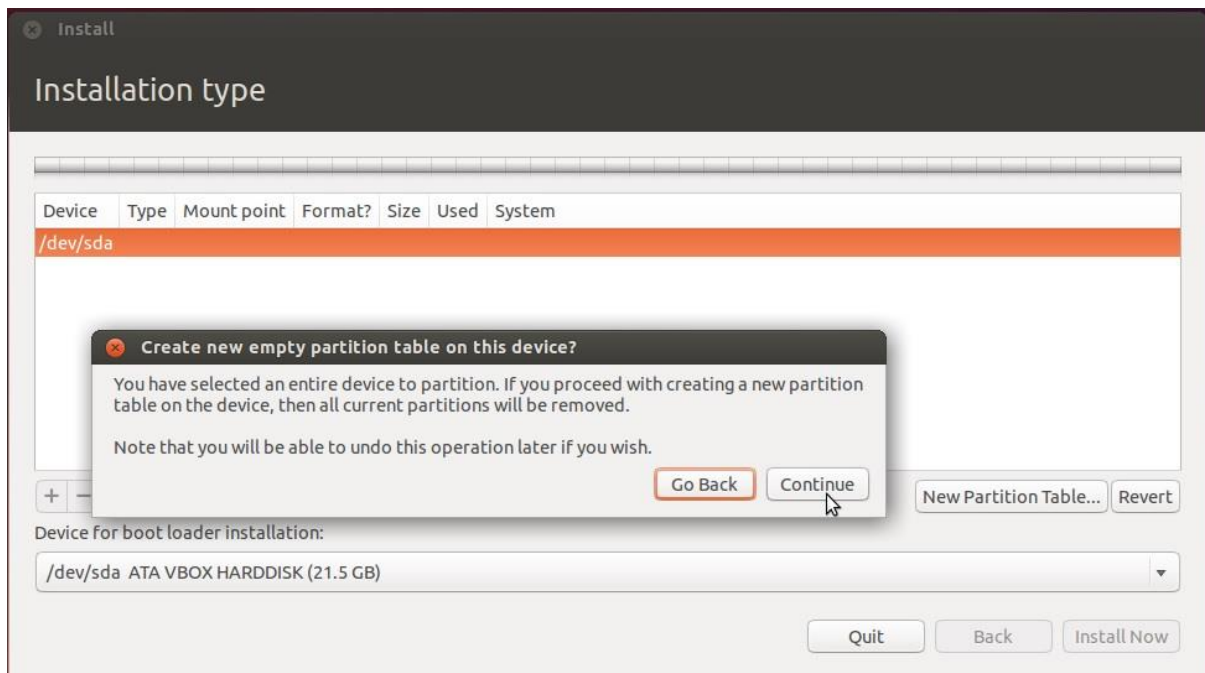 Install
Installation type
Device Type Mount point Format? Size Used System
/dev/sda
Create new empty partition table on this device?
You have selected an entire device to partition. If you proceed with creating a new partition
table on the device, then all current partitions will be removed.
Note that you will be able to undo this operation later if you wish.
Go Back Continue
+ − New Partition Table... Revert
Device for boot loader installation:
/dev/sda ATA VBOX HARDDISK (21.5 GB)
Quit Back Install Now